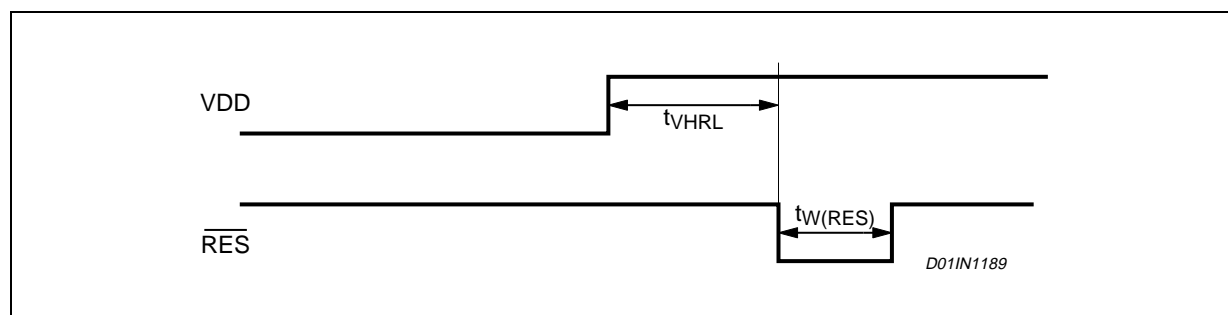 VDD
tVHRL
tW(RES)
RES
D01IN1189